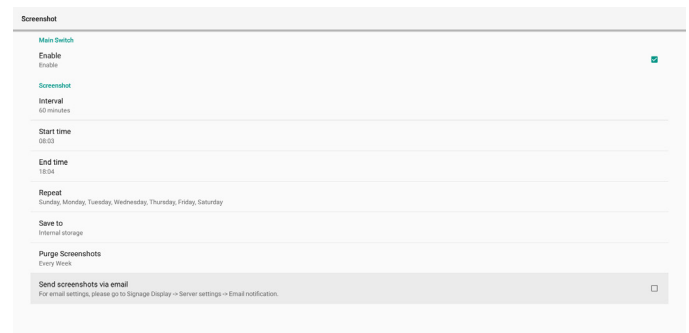 Screenshot
Main Switch
Enable
Enable
Screenshot
Interval
60 minutes
Start time
08:03
End time
18:04
Repeat
Sunday, Monday, Tuesday, Wednesday, Thursday, Friday, Saturday
Save to
Internal storage
Purge Screenshots
Every Week
Send screenshots via email
For email settings, please go to Signage Display -> Server settings -> Email notification.